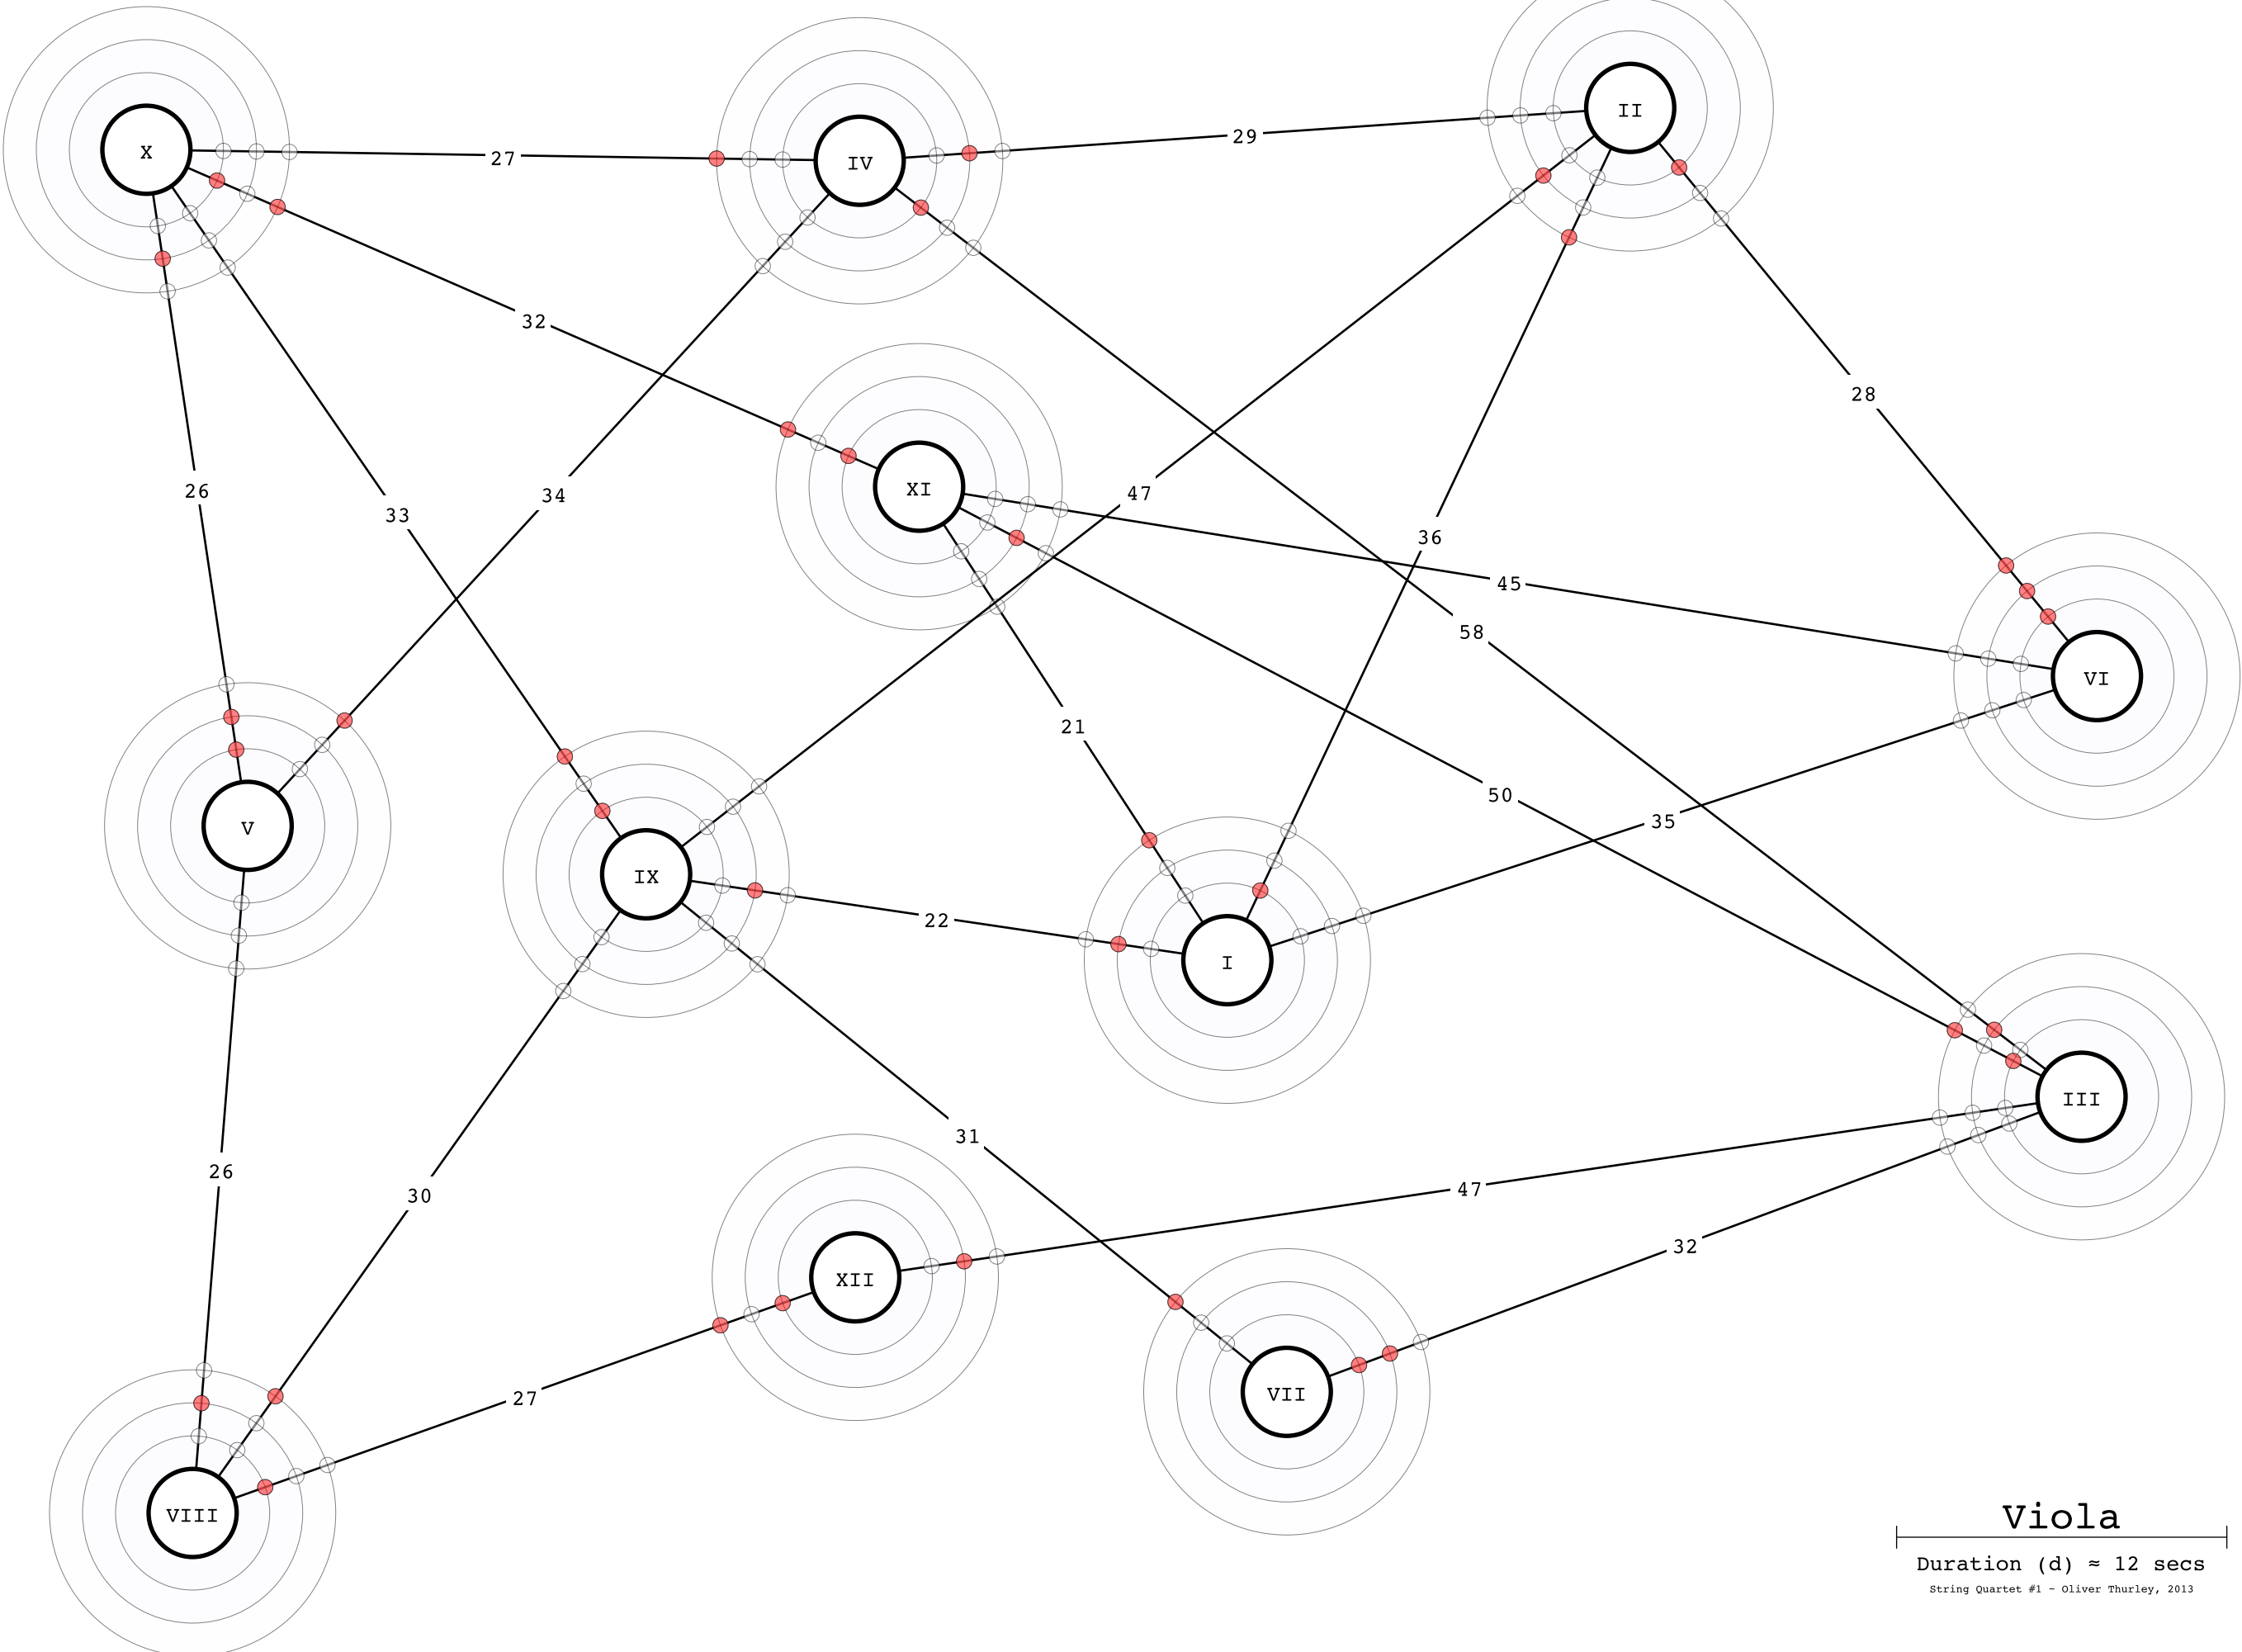 II
X
27
IV
29
32
28
XI
26
33
34
47
36
45
58
VI
21
50
V
35
IX
22
I
III
31
26
30
47
32
XII
27
VII
VIII
Viola
Duration (d) ≈ 12 secs
String Quartet #1 - Oliver Thurley, 2013